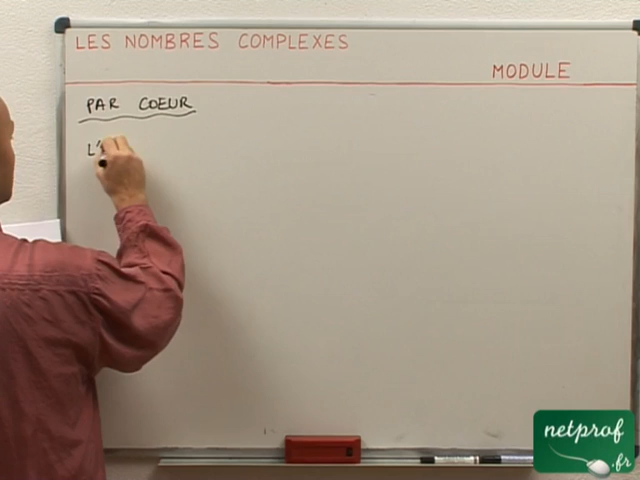 LES NOMBRES COMPLEXES
MODULE
PAR COEUR
L'
netprof
.fr